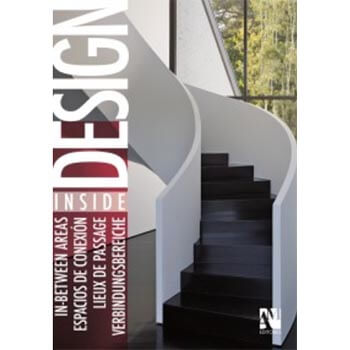 DESIGN
INSIDE
IN-BETWEEN AREAS
ESPACIOS DE CONEXIÓN
LIEUX DE PASSAGE
VERBINDUNGSBEREICHE